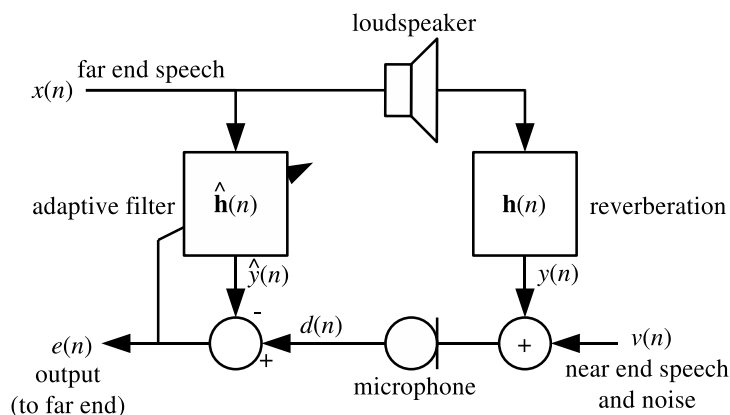 loudspeaker
far end speech
x(n)
adaptive filter
ĥ(n)
h(n)
reverberation
ŷ(n)
y(n)
-
d(n)
+
+
e(n)
v(n)
output
(to far end)
microphone
near end speech
and noise